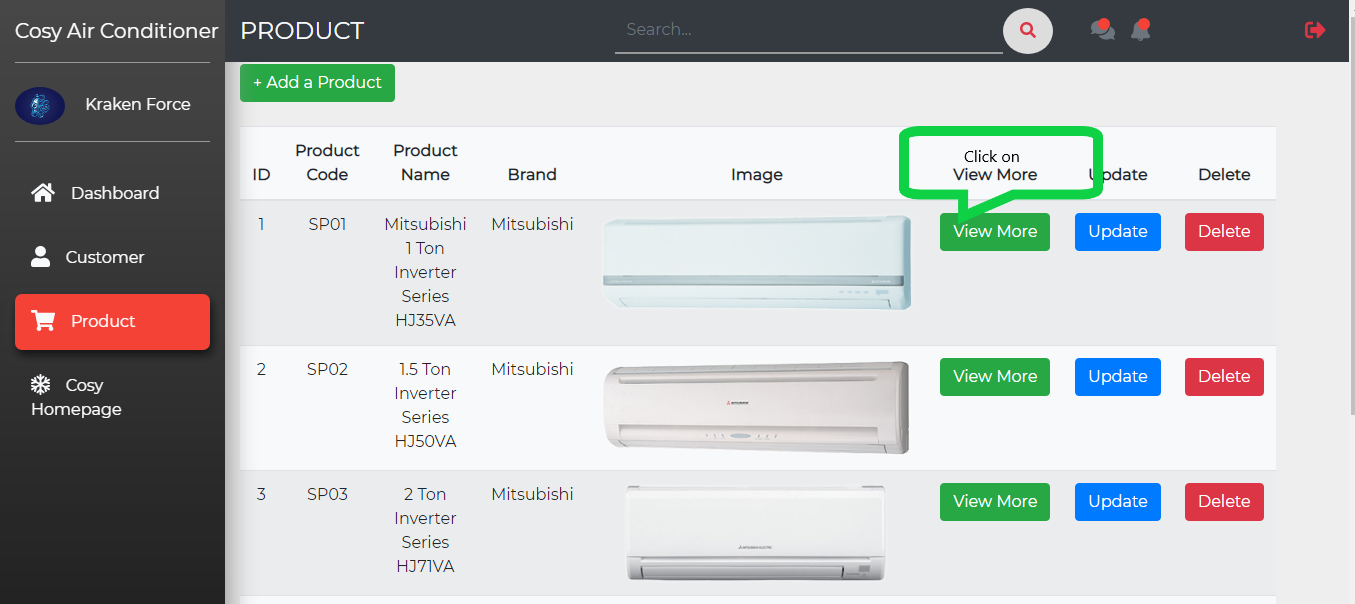 Cosy Air Conditioner
PRODUCT
Search...
Kraken Force
+ Add a Product
Dashboard
Customer
Product
Cosy
Homepage
ID
Product
Code
Product
Name
Brand
Image
Click on
View More
Update
Delete
1
SP01
Mitsubishi
1 Ton
Inverter
Series
HJ35VA
Mitsubishi
View More
Update
Delete
2
SP02
1.5 Ton
Inverter
Series
HJ50VA
Mitsubishi
View More
Update
Delete
3
SP03
2 Ton
Inverter
Series
HJ71VA
Mitsubishi
View More
Update
Delete